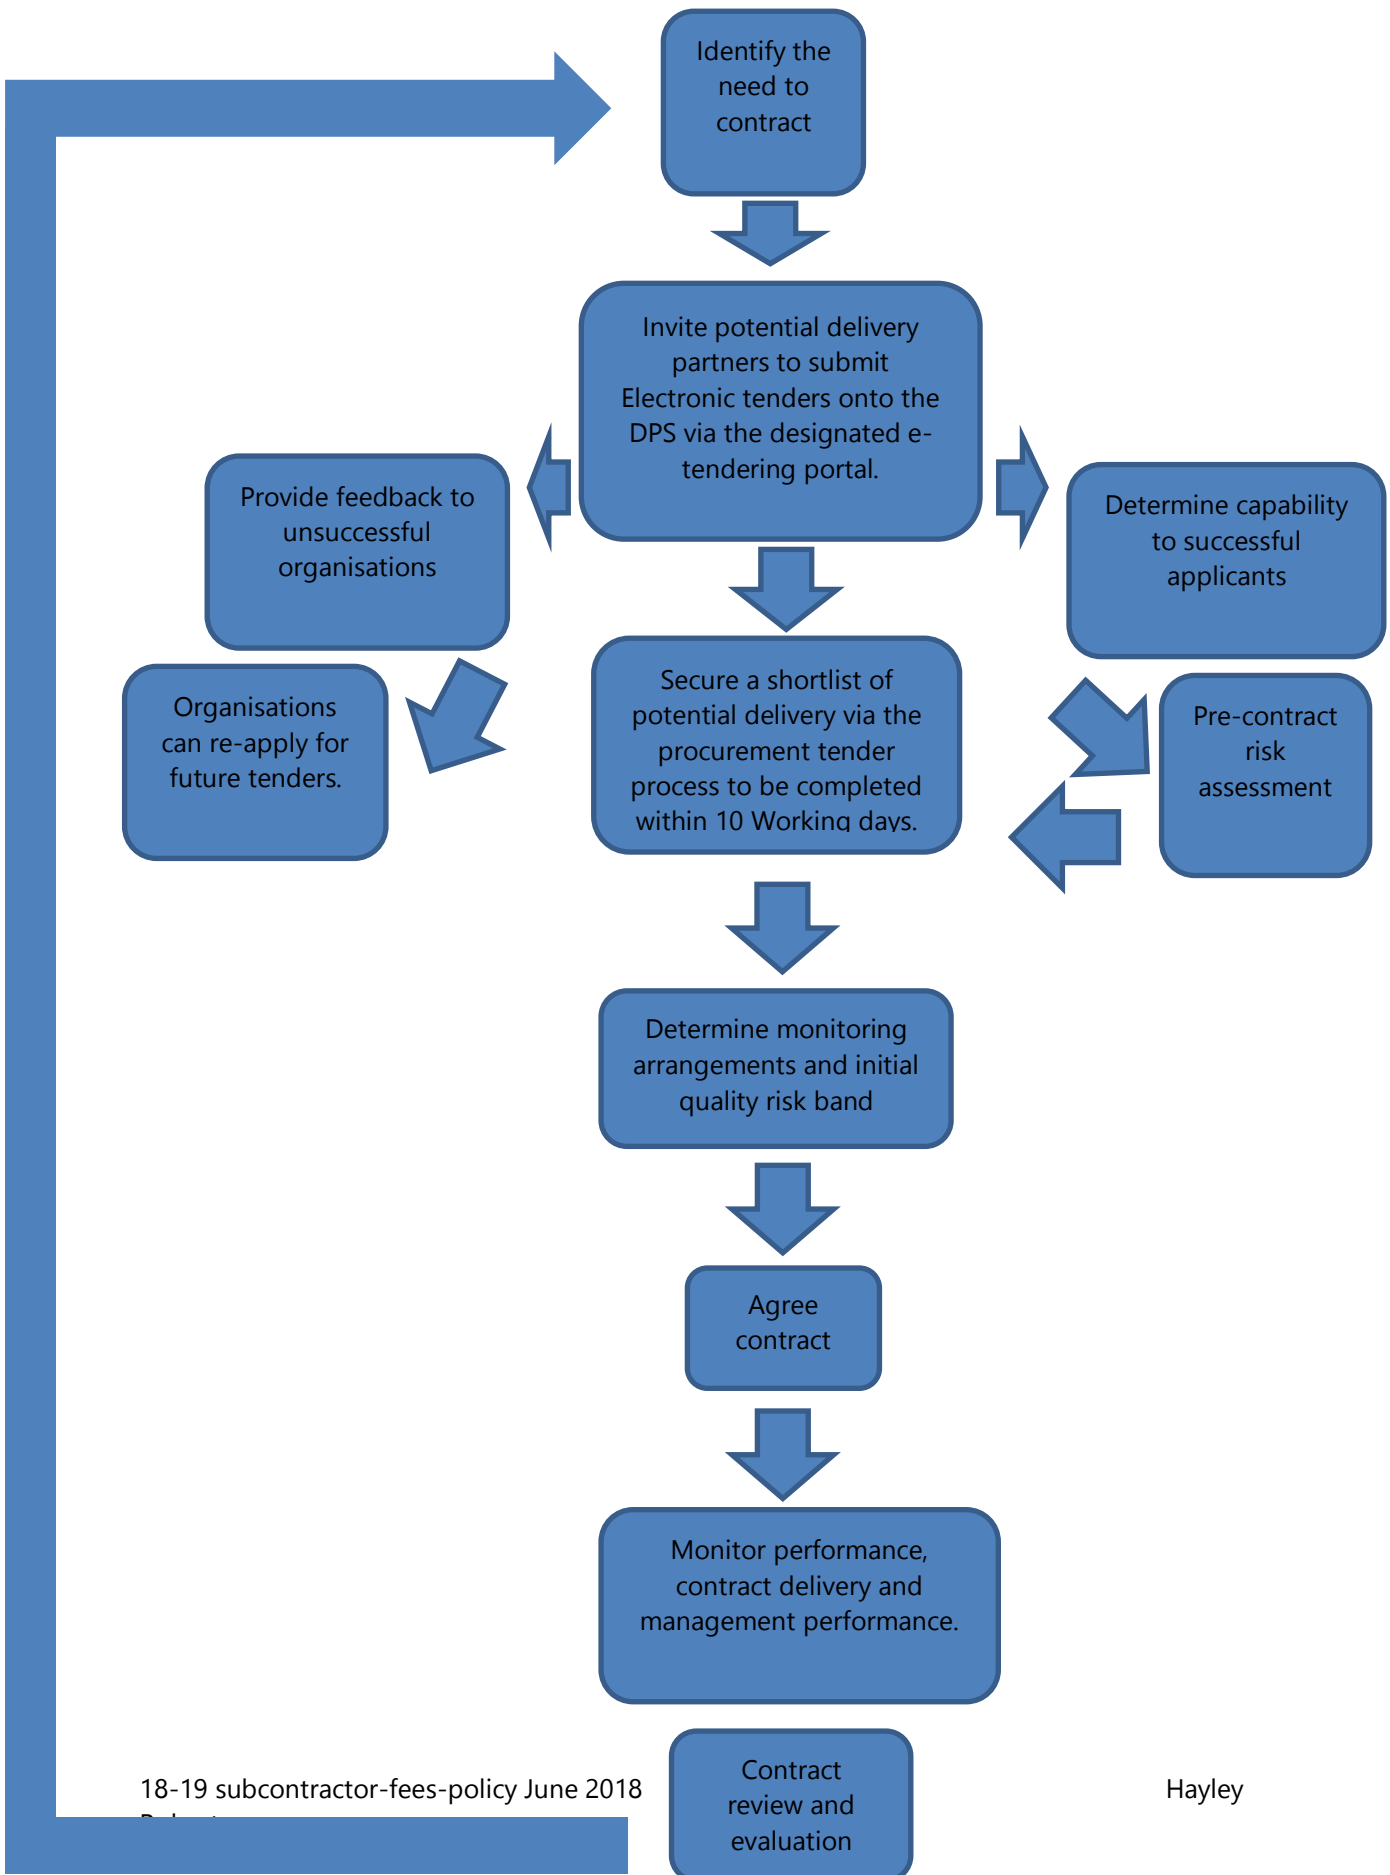 Identify the
need to
contract
Invite potential delivery
partners to submit
Electronic tenders onto the
DPS via the designated e-
tendering portal.
Provide feedback to
unsuccessful
organisations
Determine capability
to successful
applicants
Organisations
can re-apply for
future tenders.
Secure a shortlist of
potential delivery via the
procurement tender
process to be completed
within 10 Working days.
Pre-contract
risk
assessment
Determine monitoring
arrangements and initial
quality risk band
Agree
contract
Monitor performance,
contract delivery and
management performance.
Contract
review and
evaluation
18-19 subcontractor-fees-policy June 2018 Hayley